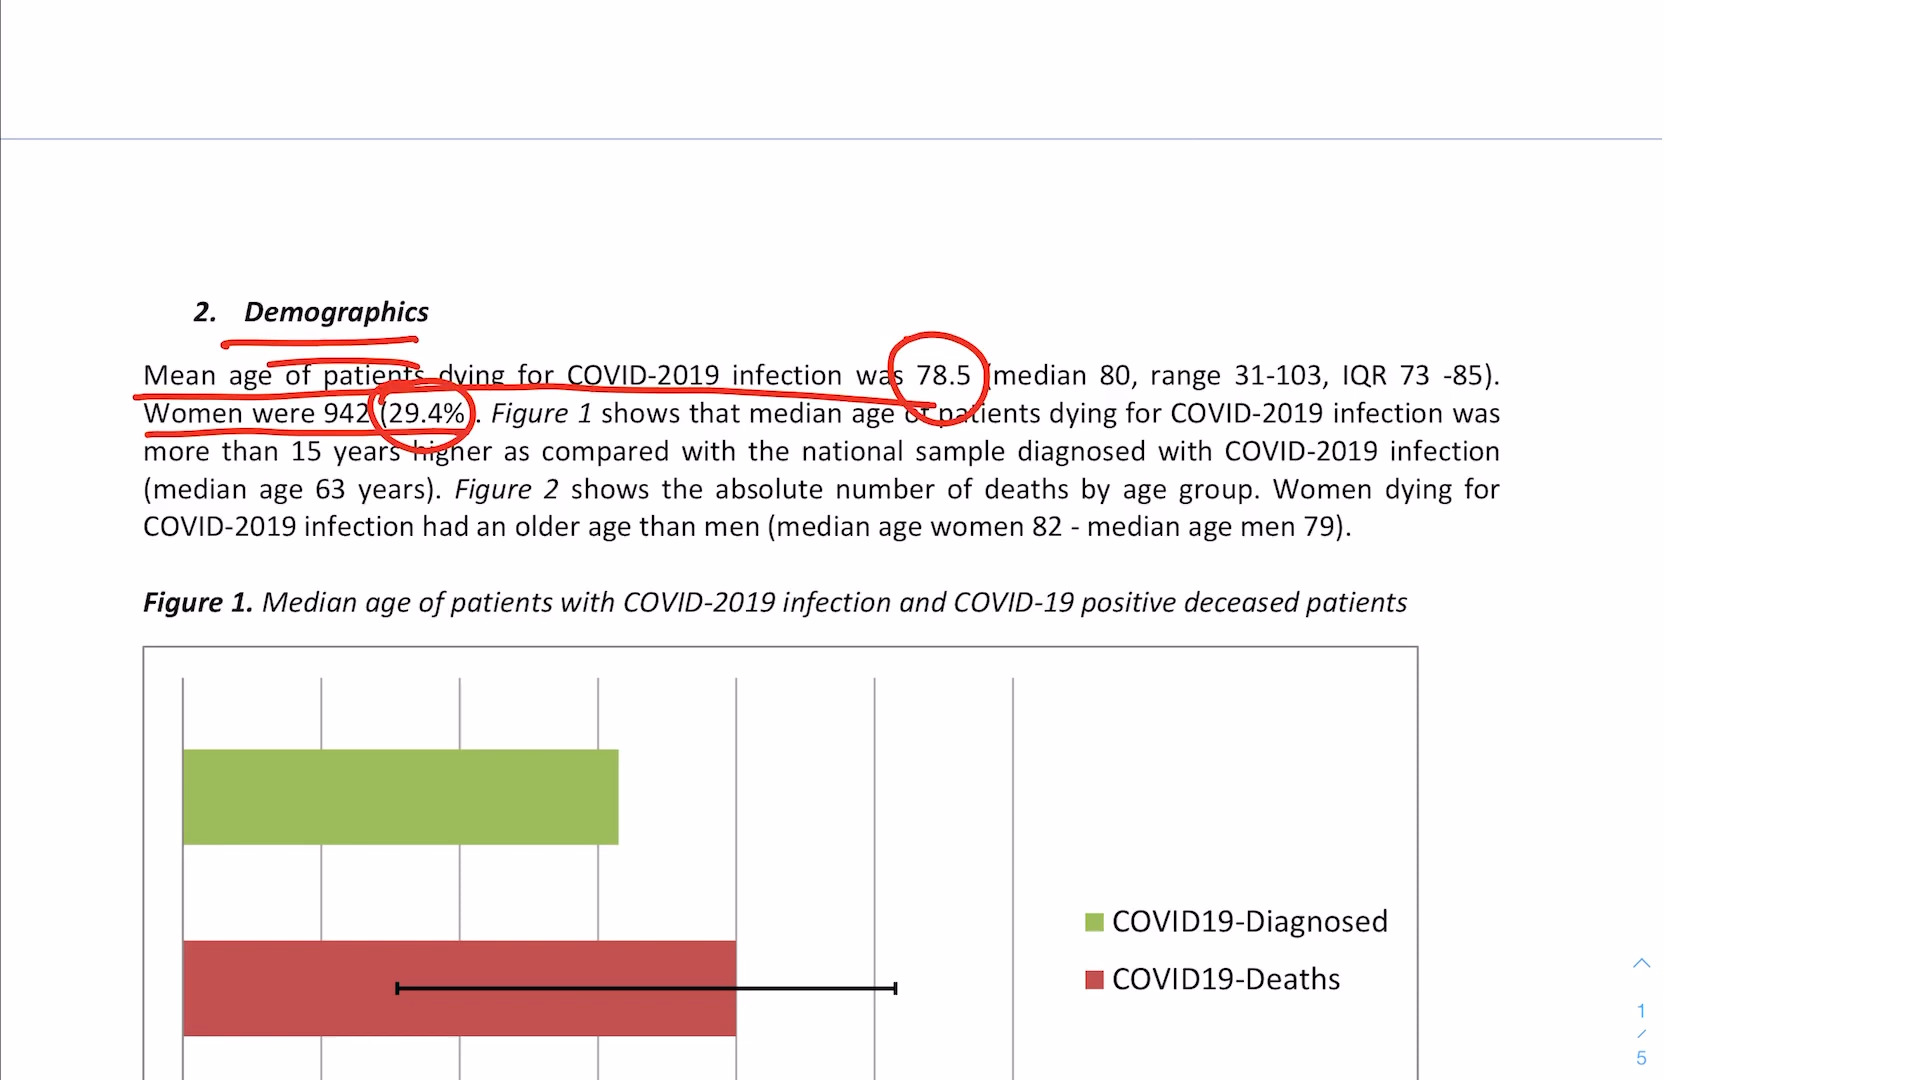 2. Demographics
Mean age of patients dying for COVID-2019 infection was 78.5 (median 80, range 31-103, IQR 73 -85).
Women were 942 (29.4%). Figure 1 shows that median age of patients dying for COVID-2019 infection was
more than 15 years higher as compared with the national sample diagnosed with COVID-2019 infection
(median age 63 years). Figure 2 shows the absolute number of deaths by age group. Women dying for
COVID-2019 infection had an older age than men (median age women 82 - median age men 79).
Figure 1. Median age of patients with COVID-2019 infection and COVID-19 positive deceased patients
COVID19-Diagnosed
COVID19-Deaths
1
/
5